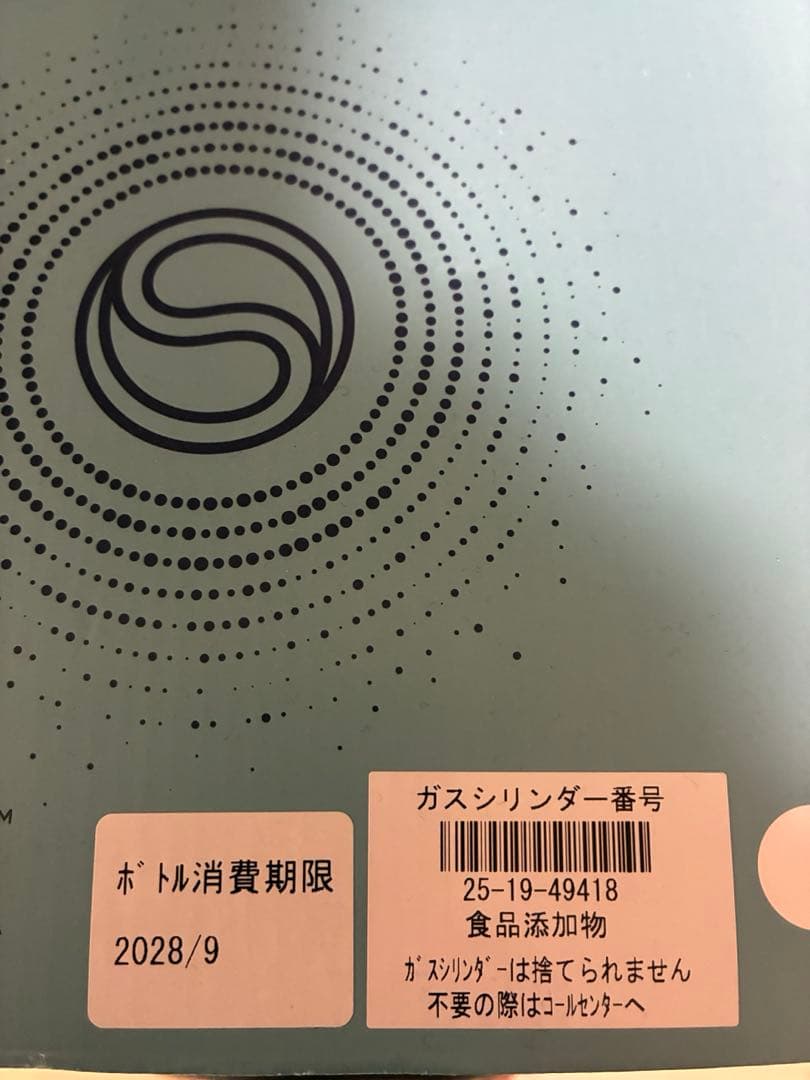 M
ﾎﾞﾄﾙ消費期限
2028/9
ガスシリンダー番号
25-19-49418
食品添加物
ｶﾞｽｼﾘﾝﾀﾞｰは捨てられません
不要の際はｺｰﾙｾﾝﾀｰへ